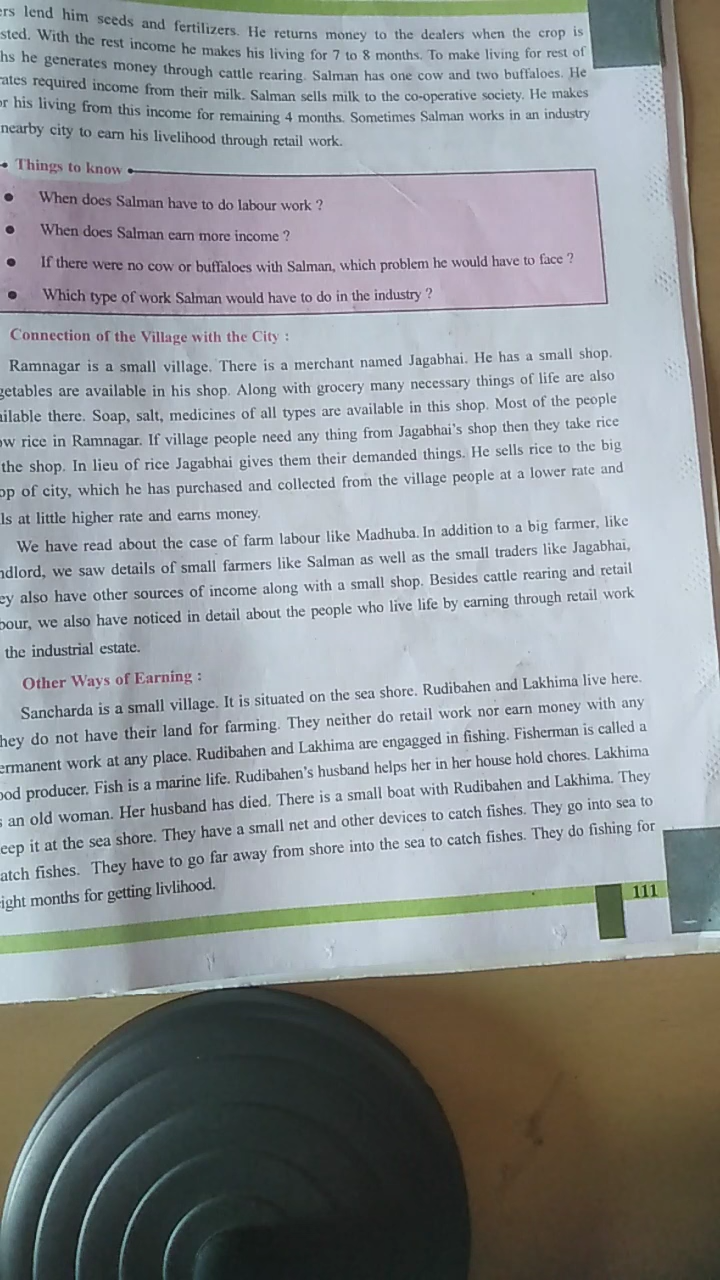 ers lend him seeds and fertilizers. He returns money to the dealers when the crop is
sted. With the rest income he makes his living for 7 to 8 months. To make living for rest of
hs he generates money through cattle rearing. Salman has one cow and two buffaloes. He
ates required income from their milk. Salman sells milk to the co-operative society. He makes
or his living from this income for remaining 4 months. Sometimes Salman works in an industry
nearby city to earn his livelihood through retail work.
• Things to know •
• When does Salman have to do labour work ?
• When does Salman earn more income ?
• If there were no cow or buffaloes with Salman, which problem he would have to face ?
• Which type of work Salman would have to do in the industry ?
Connection of the Village with the City :
Ramnagar is a small village. There is a merchant named Jagabhai. He has a small shop.
getables are available in his shop. Along with grocery many necessary things of life are also
ailable there. Soap, salt, medicines of all types are available in this shop. Most of the people
ow rice in Ramnagar. If village people need any thing from Jagabhai's shop then they take rice
the shop. In lieu of rice Jagabhai gives them their demanded things. He sells rice to the big
op of city, which he has purchased and collected from the village people at a lower rate and
ls at little higher rate and earns money.
We have read about the case of farm labour like Madhuba. In addition to a big farmer, like
ndlord, we saw details of small farmers like Salman as well as the small traders like Jagabhai,
ey also have other sources of income along with a small shop. Besides cattle rearing and retail
bour, we also have noticed in detail about the people who live life by earning through retail work
the industrial estate.
Other Ways of Earning :
Sancharda is a small village. It is situated on the sea shore. Rudibahen and Lakhima live here.
hey do not have their land for farming. They neither do retail work nor earn money with any
ermanent work at any place. Rudibahen and Lakhima are engagged in fishing. Fisherman is called a
ood producer. Fish is a marine life. Rudibahen's husband helps her in her house hold chores. Lakhima
s an old woman. Her husband has died. There is a small boat with Rudibahen and Lakhima. They
eep it at the sea shore. They have a small net and other devices to catch fishes. They go into sea to
atch fishes. They have to go far away from shore into the sea to catch fishes. They do fishing for
ight months for getting livlihood.
111